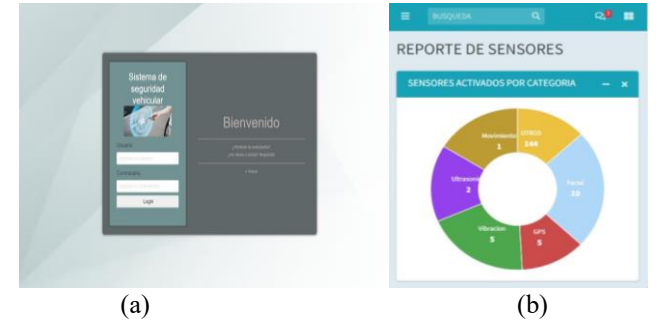 Sistema de
seguridad
vehicular
Usuario
Contraseña
Login
Bienvenido
BUSQUEDA
REPORTE DE SENSORES
SENSORES ACTIVADOS POR CATEGORIA
Movimiento
1
OTROS
144
Facial
10
GPS
5
Vibracion
5
Ultrasonido
2
(a)
(b)